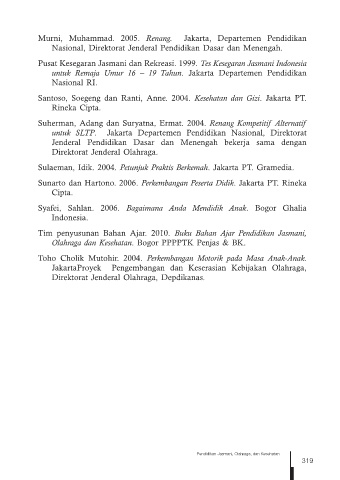 Murni, Muhammad. 2005. Renang. Jakarta, Departemen Pendidikan
Nasional, Direktorat Jenderal Pendidikan Dasar dan Menengah.
Pusat Kesegaran Jasmani dan Rekreasi. 1999. Tes Kesegaran Jasmani Indonesia
untuk Remaja Umur 16 – 19 Tahun. Jakarta Departemen Pendidikan
Nasional RI.
Santoso, Soegeng dan Ranti, Anne. 2004. Kesehatan dan Gizi. Jakarta PT.
Rineka Cipta.
Suherman, Adang dan Suryatna, Ermat. 2004. Renang Kompetitif Alternatif
untuk SLTP. Jakarta Departemen Pendidikan Nasional, Direktorat
Jenderal Pendidikan Dasar dan Menengah bekerja sama dengan
Direktorat Jenderal Olahraga.
Sulaeman, Idik. 2004. Petunjuk Praktis Berkemah. Jakarta PT. Gramedia.
Sunarto dan Hartono. 2006. Perkembangan Peserta Didik. Jakarta PT. Rineka
Cipta.
Syafei, Sahlan. 2006. Bagaimana Anda Mendidik Anak. Bogor Ghalia
Indonesia.
Tim penyusunan Bahan Ajar. 2010. Buku Bahan Ajar Pendidikan Jasmani,
Olahraga dan Kesehatan. Bogor PPPPTK Penjas & BK.
Toho Cholik Mutohir. 2004. Perkembangan Motorik pada Masa Anak-Anak.
JakartaProyek Pengembangan dan Keserasian Kebijakan Olahraga,
Direktorat Jenderal Olahraga, Depdikanas.
Pendidikan Jasmani, Olahraga, dan Kesehatan
319